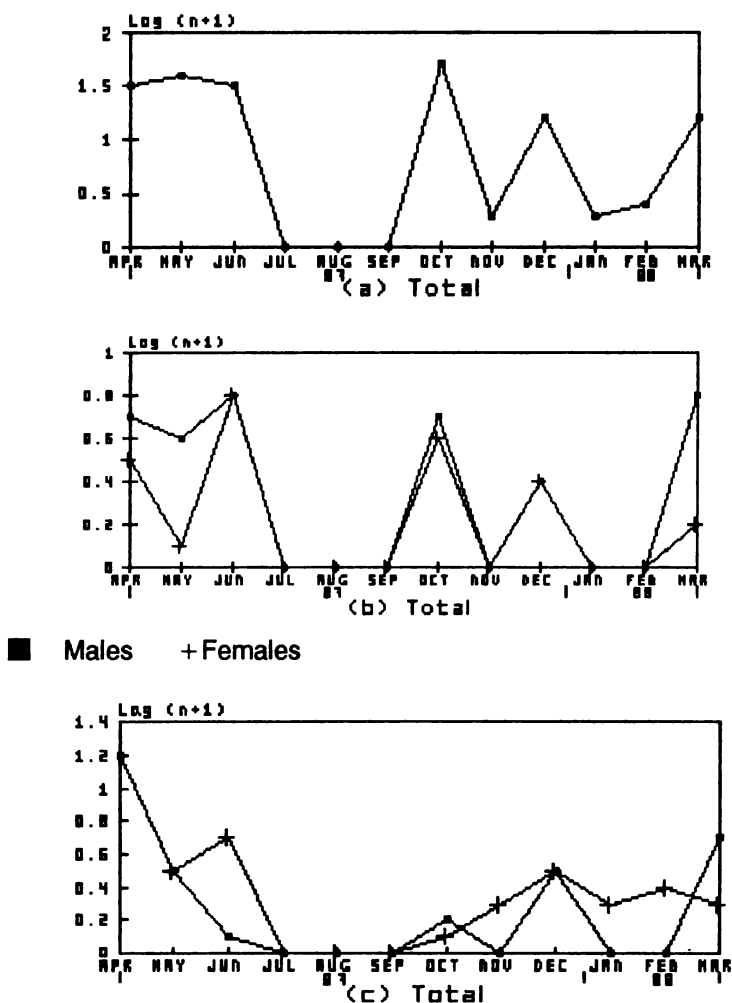 Log (n+1)
2
1.5
1
0.5
0
APR MAY JUN JUL AUG SEP OCT NOV DEC JAN FEB MAR
87 88
(a) Total
Log (n+1)
1
0.8
0.6
0.4
0.2
0
APR MAY JUN JUL AUG SEP OCT NOV DEC JAN FEB MAR
87 88
(b) Total
Males + Females
Log (n+1)
1.4
1.2
1
0.8
0.6
0.4
0.2
0
APR MAY JUN JUL AUG SEP OCT NOV DEC JAN FEB MAR
87 88
(c) Total